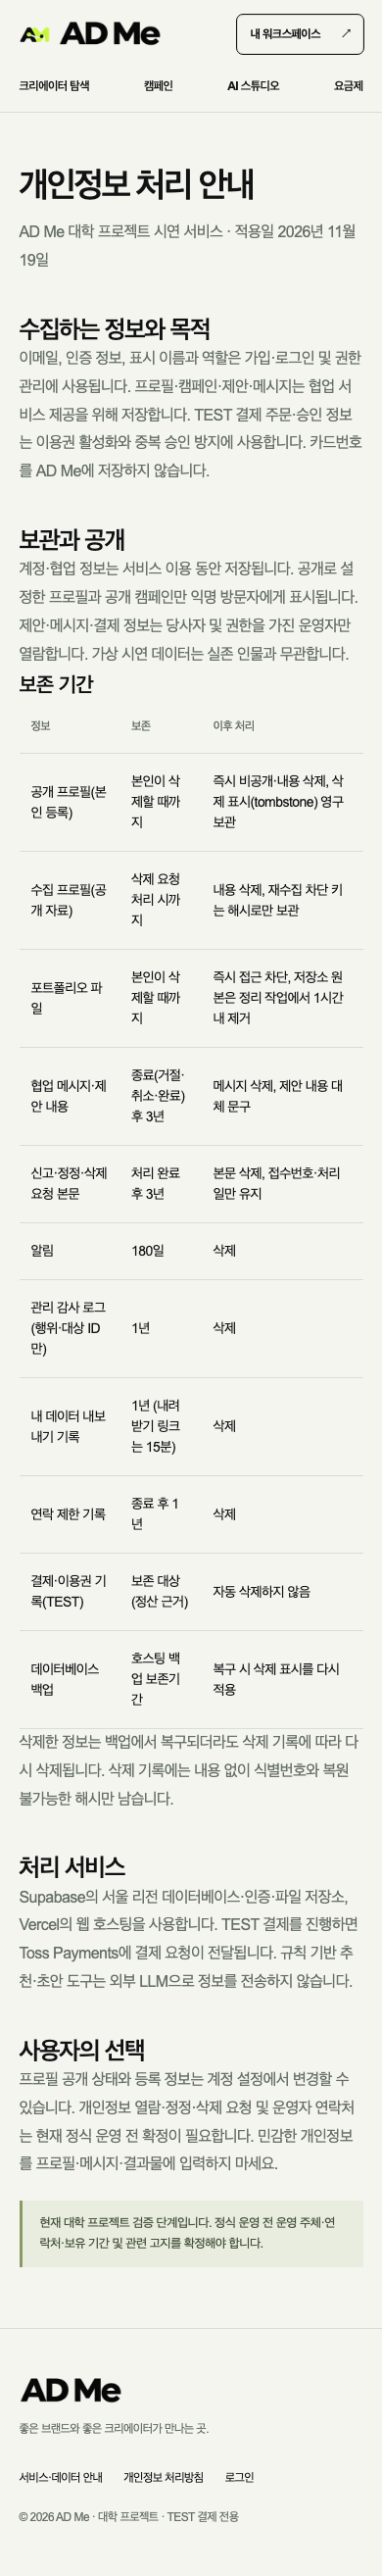 AD Me
내 워크스페이스 ↗
크리에이터 탐색 캠페인 AI 스튜디오 요금제
개인정보 처리 안내
AD Me 대학 프로젝트 시연 서비스 · 적용일 2026년 11월
19일
수집하는 정보와 목적
이메일, 인증 정보, 표시 이름과 역할은 가입·로그인 및 권한
관리에 사용됩니다. 프로필·캠페인·제안·메시지는 협업 서
비스 제공을 위해 저장합니다. TEST 결제 주문·승인 정보
는 이용권 활성화와 중복 승인 방지에 사용합니다. 카드번호
를 AD Me에 저장하지 않습니다.
보관과 공개
계정·협업 정보는 서비스 이용 동안 저장됩니다. 공개로 설
정한 프로필과 공개 캠페인만 익명 방문자에게 표시됩니다.
제안·메시지·결제 정보는 당사자 및 권한을 가진 운영자만
열람합니다. 가상 시연 데이터는 실존 인물과 무관합니다.
보존 기간
정보 보존 이후 처리
공개 프로필(본
인 등록)
본인이 삭
제할 때까
지
즉시 비공개·내용 삭제, 삭
제 표시(tombstone) 영구
보관
수집 프로필(공
개 자료)
삭제 요청
처리 시까
지
내용 삭제, 재수집 차단 키
는 해시로만 보관
포트폴리오 파
일
본인이 삭
제할 때까
지
즉시 접근 차단, 저장소 원
본은 정리 작업에서 1시간
내 제거
협업 메시지·제
안 내용
종료(거절·
취소·완료)
후 3년
메시지 삭제, 제안 내용 대
체 문구
신고·정정·삭제
요청 본문
처리 완료
후 3년
본문 삭제, 접수번호·처리
일만 유지
알림 180일 삭제
관리 감사 로그
(행위·대상 ID
만)
1년
삭제
내 데이터 내보
내기 기록
1년 (내려
받기 링크
는 15분)
삭제
연락 제한 기록
종료 후 1
년
삭제
결제·이용권 기
록(TEST)
보존 대상
(정산 근거)
자동 삭제하지 않음
데이터베이스
백업
호스팅 백
업 보존기
간
복구 시 삭제 표시를 다시
적용
삭제한 정보는 백업에서 복구되더라도 삭제 기록에 따라 다
시 삭제됩니다. 삭제 기록에는 내용 없이 식별번호와 복원
불가능한 해시만 남습니다.
처리 서비스
Supabase의 서울 리전 데이터베이스·인증·파일 저장소,
Vercel의 웹 호스팅을 사용합니다. TEST 결제를 진행하면
Toss Payments에 결제 요청이 전달됩니다. 규칙 기반 추
천·초안 도구는 외부 LLM으로 정보를 전송하지 않습니다.
사용자의 선택
프로필 공개 상태와 등록 정보는 계정 설정에서 변경할 수
있습니다. 개인정보 열람·정정·삭제 요청 및 운영자 연락처
는 현재 정식 운영 전 확정이 필요합니다. 민감한 개인정보
를 프로필·메시지·결과물에 입력하지 마세요.
현재 대학 프로젝트 검증 단계입니다. 정식 운영 전 운영 주체·연
락처·보유 기간 및 관련 고지를 확정해야 합니다.
AD Me
좋은 브랜드와 좋은 크리에이터가 만나는 곳.
서비스·데이터 안내 개인정보 처리방침 로그인
© 2026 AD Me · 대학 프로젝트 · TEST 결제 전용